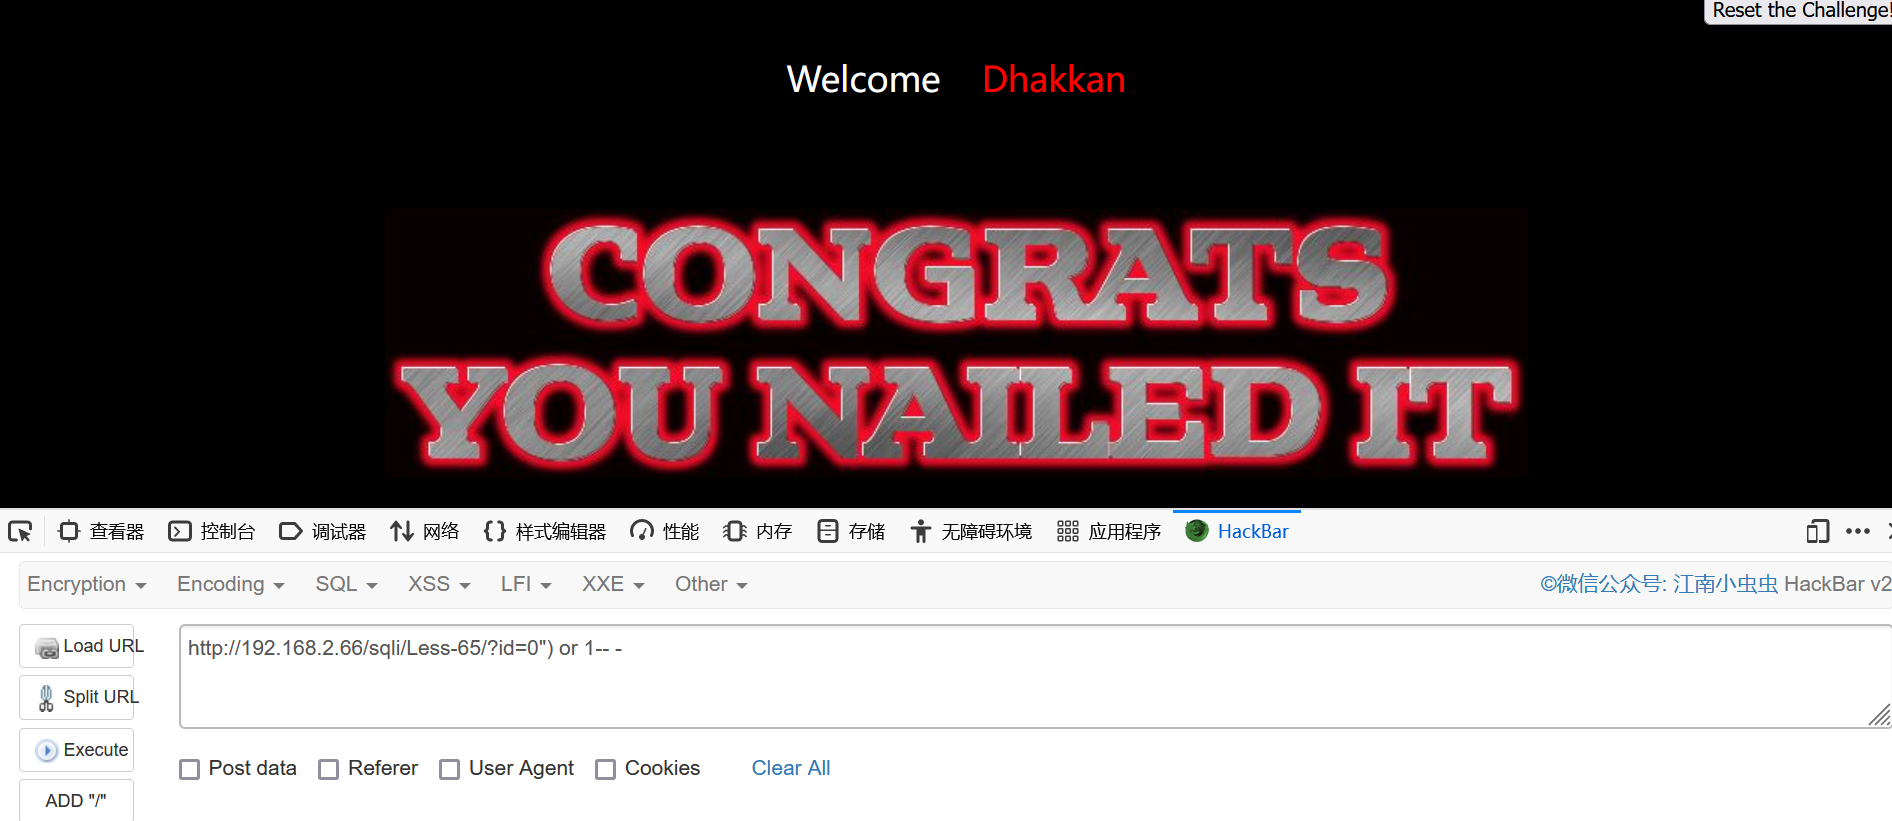 Reset the Challenge!
Welcome Dhakkan
CONGRATS
YOU NAILED IT
查看器 控制台 调试器 网络 {} 样式编辑器 性能 内存 存储 无障碍环境 应用程序 HackBar
Encryption Encoding SQL XSS LFI XXE Other ©微信公众号: 江南小虫虫 HackBar v2
Load URL
http://192.168.2.66/sqli/Less-65/?id=0") or 1-- -
Split URL
Execute
Post data Referer User Agent Cookies Clear All
ADD "/"